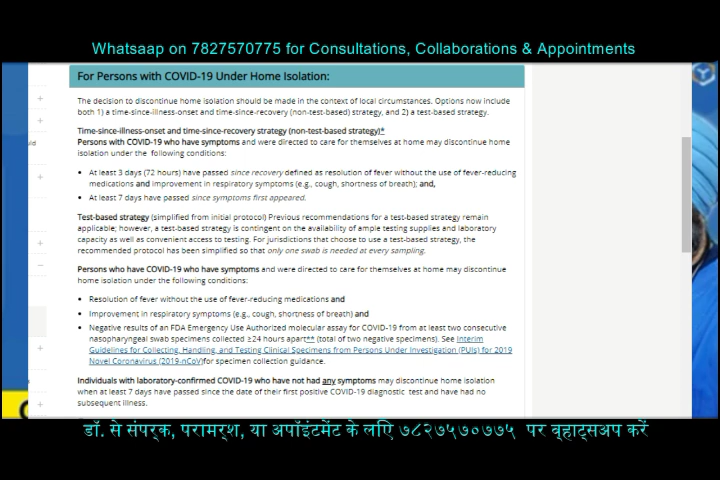 Whatsaap on 7827570775 for Consultations, Collaborations & Appointments
For Persons with COVID-19 Under Home Isolation:
The decision to discontinue home isolation should be made in the context of local circumstances. Options now include
both 1) a time-since-illness-onset and time-since-recovery (non-test-based) strategy, and 2) a test-based strategy.
Time-since-illness-onset and time-since-recovery strategy (non-test-based strategy)*
Persons with COVID-19 who have symptoms and were directed to care for themselves at home may discontinue home
isolation under the following conditions:
• At least 3 days (72 hours) have passed since recovery defined as resolution of fever without the use of fever-reducing
medications and improvement in respiratory symptoms (e.g., cough, shortness of breath); and,
• At least 7 days have passed since symptoms first appeared.
Test-based strategy (simplified from initial protocol) Previous recommendations for a test-based strategy remain
applicable; however, a test-based strategy is contingent on the availability of ample testing supplies and laboratory
capacity as well as convenient access to testing. For jurisdictions that choose to use a test-based strategy, the
recommended protocol has been simplified so that only one swab is needed at every sampling.
Persons who have COVID-19 who have symptoms and were directed to care for themselves at home may discontinue
home isolation under the following conditions:
• Resolution of fever without the use of fever-reducing medications and
• Improvement in respiratory symptoms (e.g., cough, shortness of breath) and
• Negative results of an FDA Emergency Use Authorized molecular assay for COVID-19 from at least two consecutive
nasopharyngeal swab specimens collected ≥24 hours apart** (total of two negative specimens). See Interim
Guidelines for Collecting, Handling, and Testing Clinical Specimens from Persons Under Investigation (PUIs) for 2019
Novel Coronavirus (2019-nCoV)for specimen collection guidance.
Individuals with laboratory-confirmed COVID-19 who have not had any symptoms may discontinue home isolation
when at least 7 days have passed since the date of their first positive COVID-19 diagnostic test and have had no
subsequent illness.
डॉ. से संपर्क, परामर्श, या अपॉइंटमेंट के लिए ७८२७५७०७७५ पर व्हाट्सअप करें